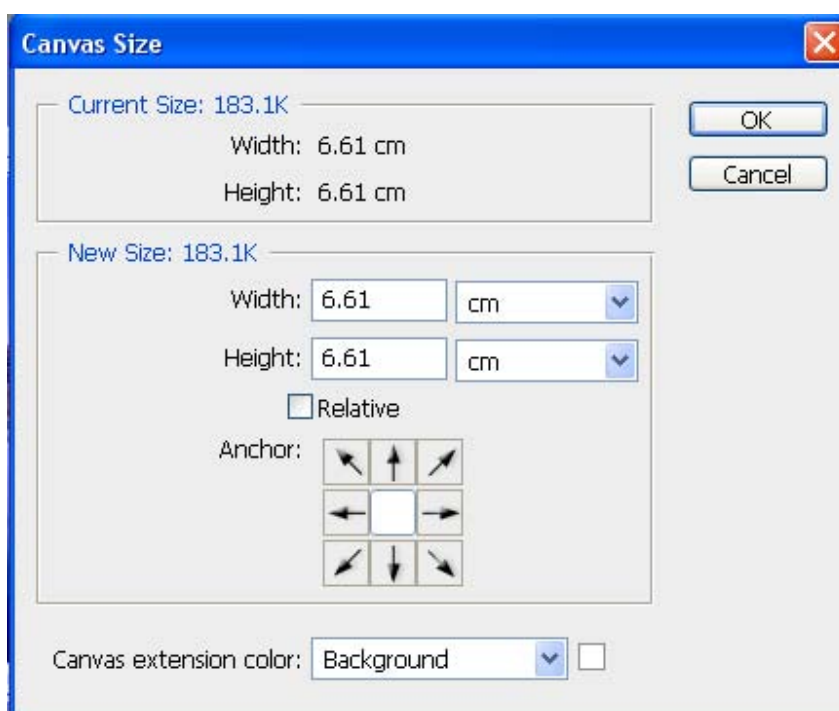 Canvas Size
Current Size: 183.1K
OK
Width: 6.61 cm
Cancel
Height: 6.61 cm
New Size: 183.1K
Width: 6.61 cm
Height: 6.61 cm
Relative
Anchor:
Canvas extension color: Background